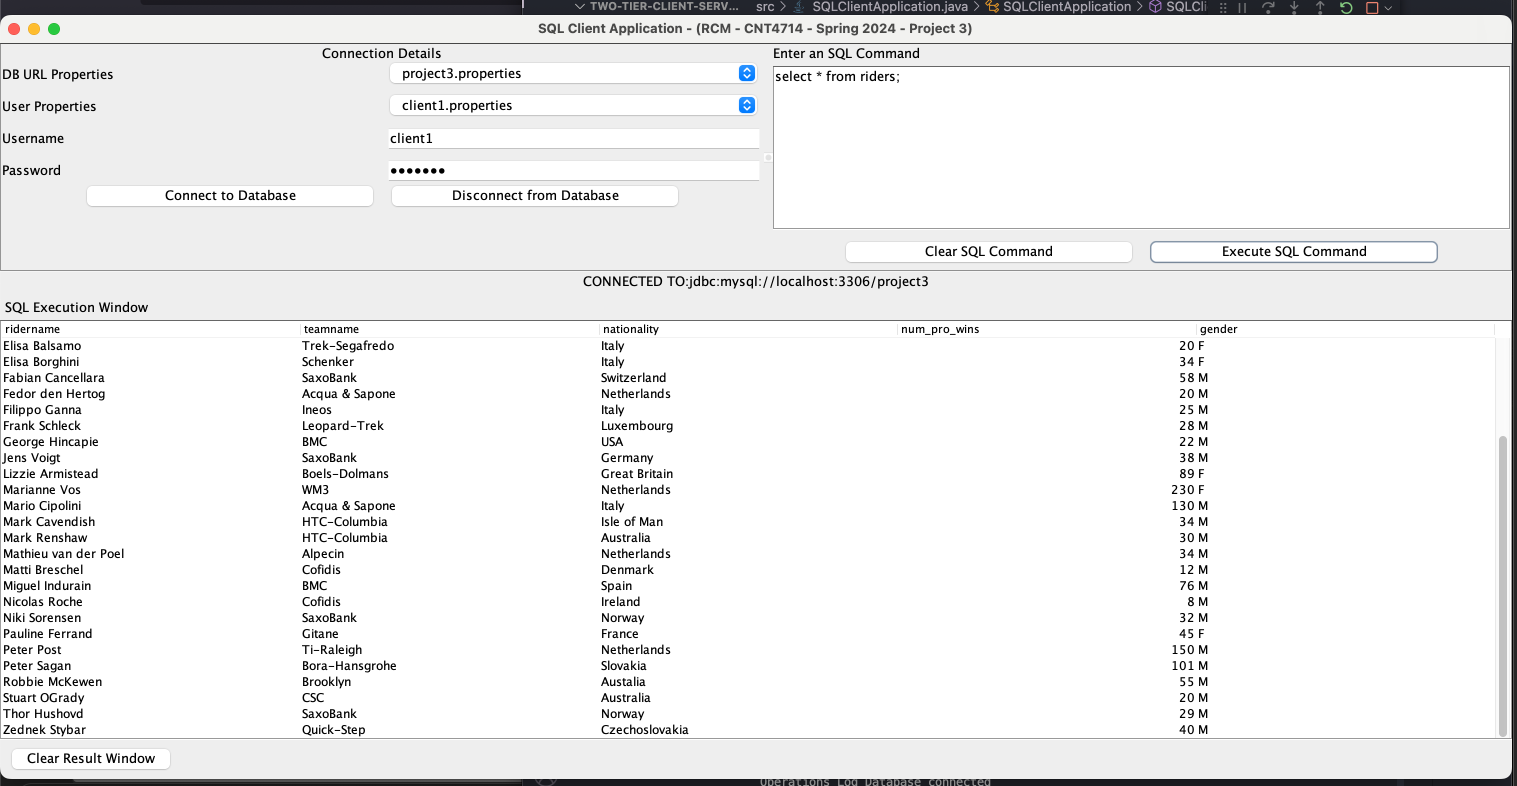 TWO-TIER-CLIENT-SERV... src > SQLClientApplication.java > SQLClientApplication > SQLCli
SQL Client Application - (RCM - CNT4714 - Spring 2024 - Project 3)
Connection Details
DB URL Properties project3.properties
User Properties client1.properties
Username client1
Password •••••••
Connect to Database Disconnect from Database
Enter an SQL Command
select * from riders;
Clear SQL Command Execute SQL Command
CONNECTED TO:jdbc:mysql://localhost:3306/project3
SQL Execution Window
ridername teamname nationality num_pro_wins gender
Elisa Balsamo Trek-Segafredo Italy 20 F
Elisa Borghini Schenker Italy 34 F
Fabian Cancellara SaxoBank Switzerland 58 M
Fedor den Hertog Acqua & Sapone Netherlands 20 M
Filippo Ganna Ineos Italy 25 M
Frank Schleck Leopard-Trek Luxembourg 28 M
George Hincapie BMC USA 22 M
Jens Voigt SaxoBank Germany 38 M
Lizzie Armistead Boels-Dolmans Great Britain 89 F
Marianne Vos WM3 Netherlands 230 F
Mario Cipolini Acqua & Sapone Italy 130 M
Mark Cavendish HTC-Columbia Isle of Man 34 M
Mark Renshaw HTC-Columbia Australia 30 M
Mathieu van der Poel Alpecin Netherlands 34 M
Matti Breschel Cofidis Denmark 12 M
Miguel Indurain BMC Spain 76 M
Nicolas Roche Cofidis Ireland 8 M
Niki Sorensen SaxoBank Norway 32 M
Pauline Ferrand Gitane France 45 F
Peter Post Ti-Raleigh Netherlands 150 M
Peter Sagan Bora-Hansgrohe Slovakia 101 M
Robbie McKewen Brooklyn Austalia 55 M
Stuart OGrady CSC Australia 20 M
Thor Hushovd SaxoBank Norway 29 M
Zednek Stybar Quick-Step Czechoslovakia 40 M
Clear Result Window
Operations Log Database connected